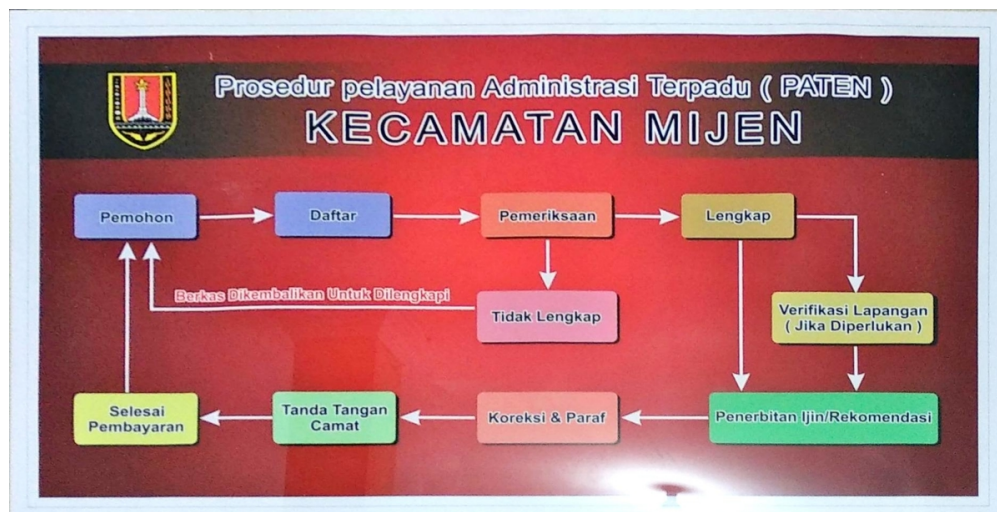 Prosedur pelayanan Administrasi Terpadu ( PATEN )
KECAMATAN MIJEN
Pemohon
Daftar
Pemeriksaan
Lengkap
Berkas Dikembalikan Untuk Dilengkapi
Tidak Lengkap
Verifikasi Lapangan
( Jika Diperlukan )
Selesai
Pembayaran
Tanda Tangan
Camat
Koreksi & Paraf
Penerbitan Ijin/Rekomendasi